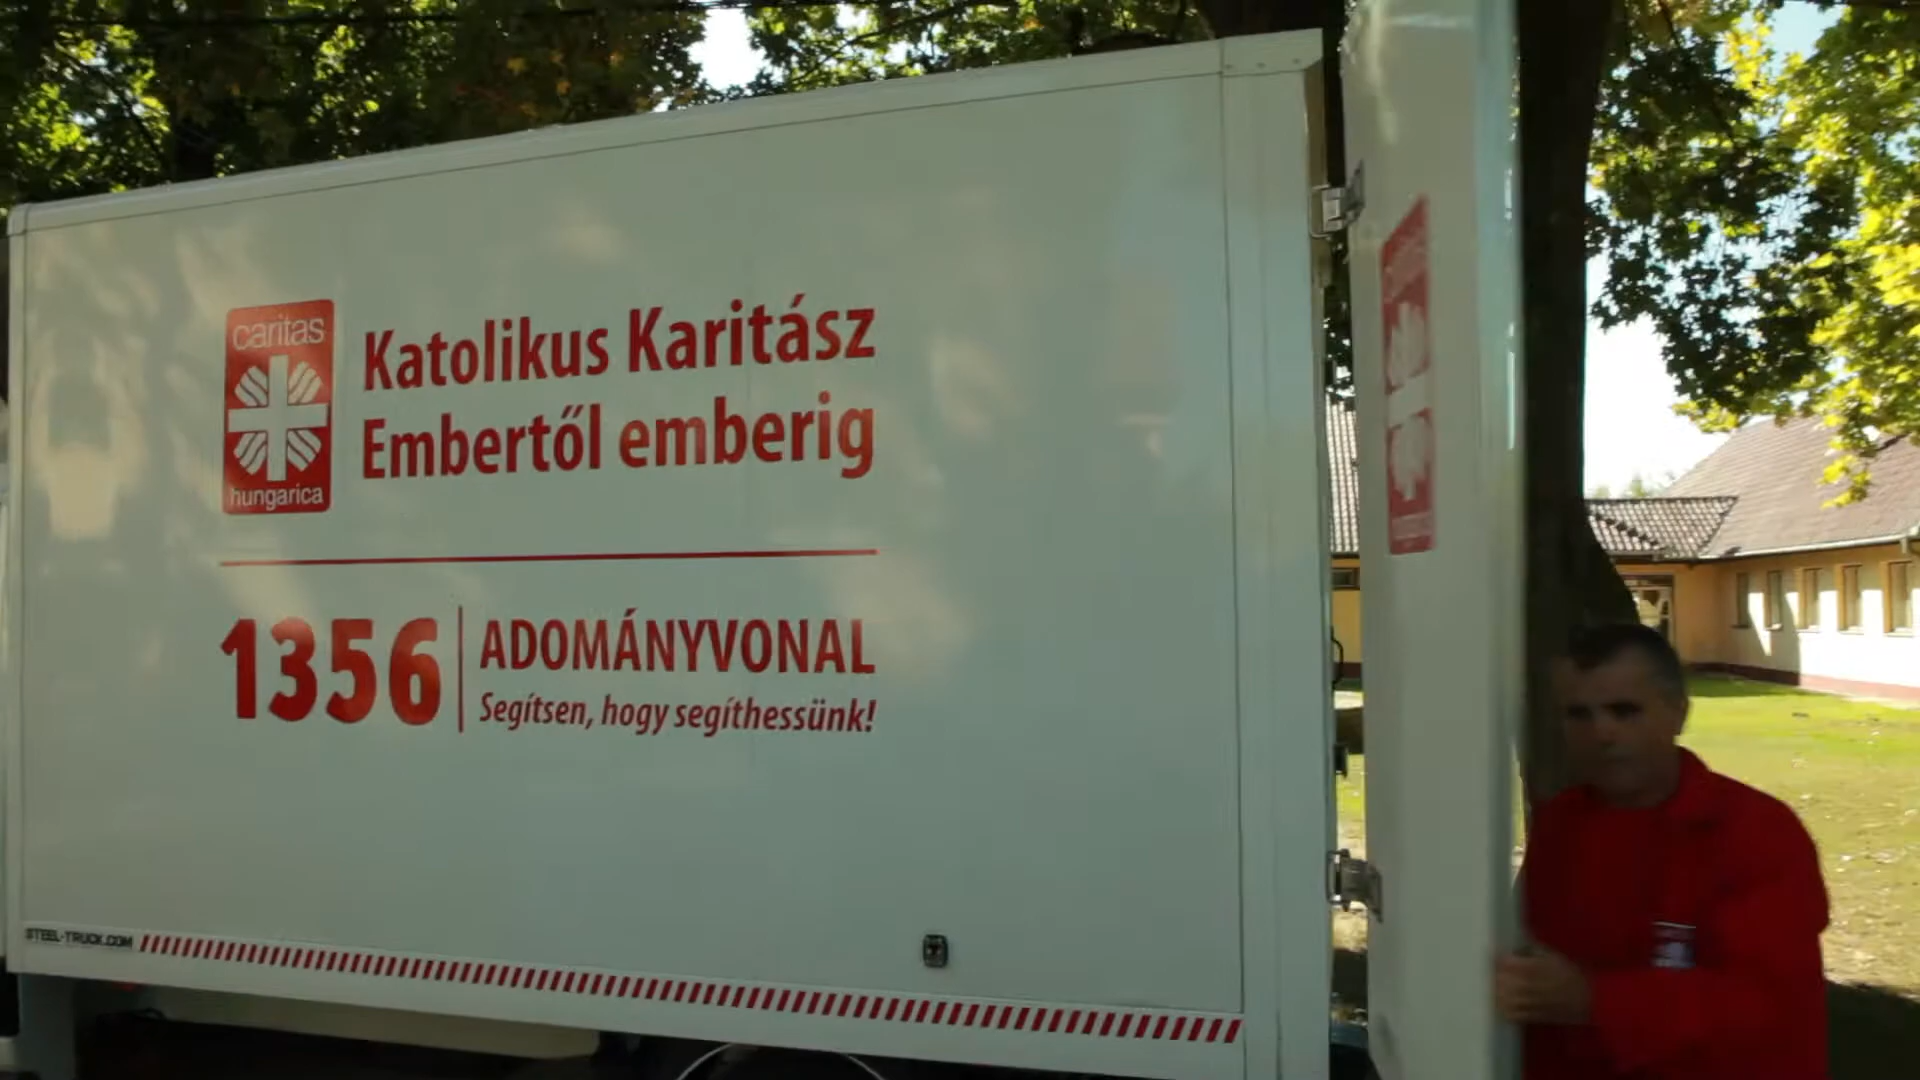 caritas
hungarica
Katolikus Karitász
Embertől emberig
1356
ADOMÁNYVONAL
Segítsen, hogy segíthessünk!
STEEL-TRUCK.COM